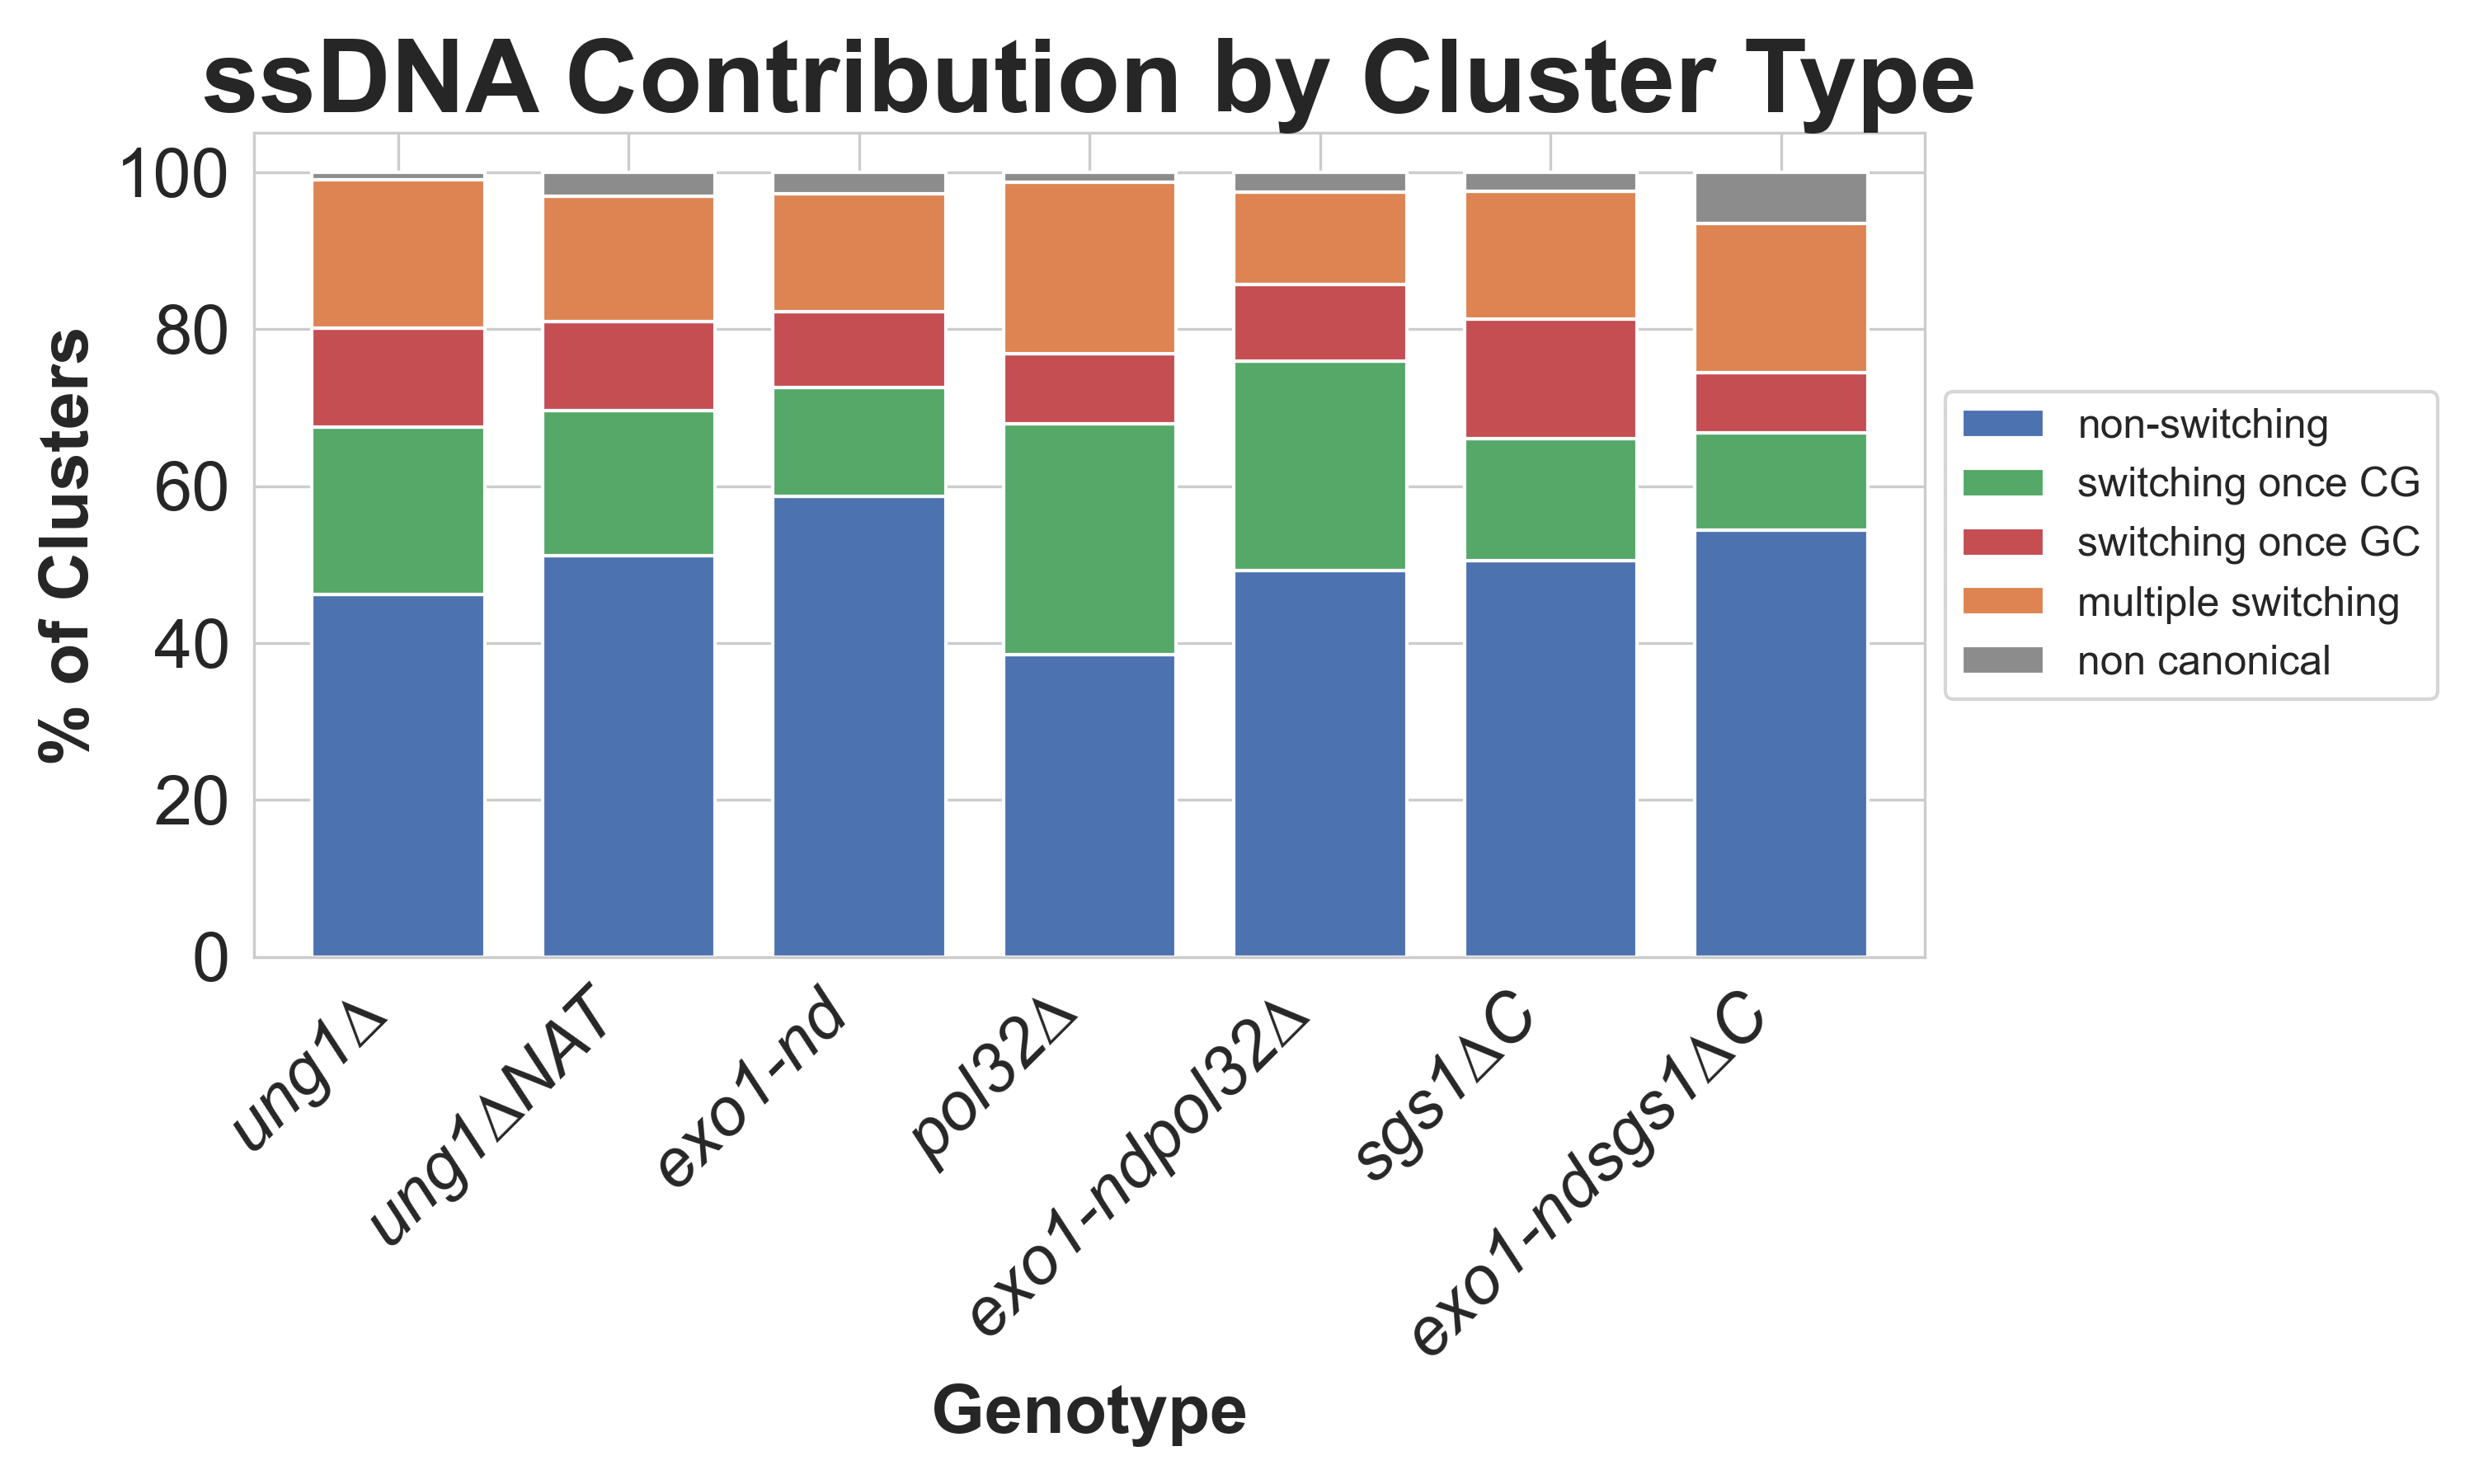 ssDNA Contribution by Cluster Type
% of Clusters
100
80
60
40
20
0
ung1Δ
ung1ΔNAT
exo1-nd
pol32Δ
exo1-ndpol32Δ
sgs1ΔC
exo1-ndsgs1ΔC
Genotype
non-switching
switching once CG
switching once GC
multiple switching
non canonical